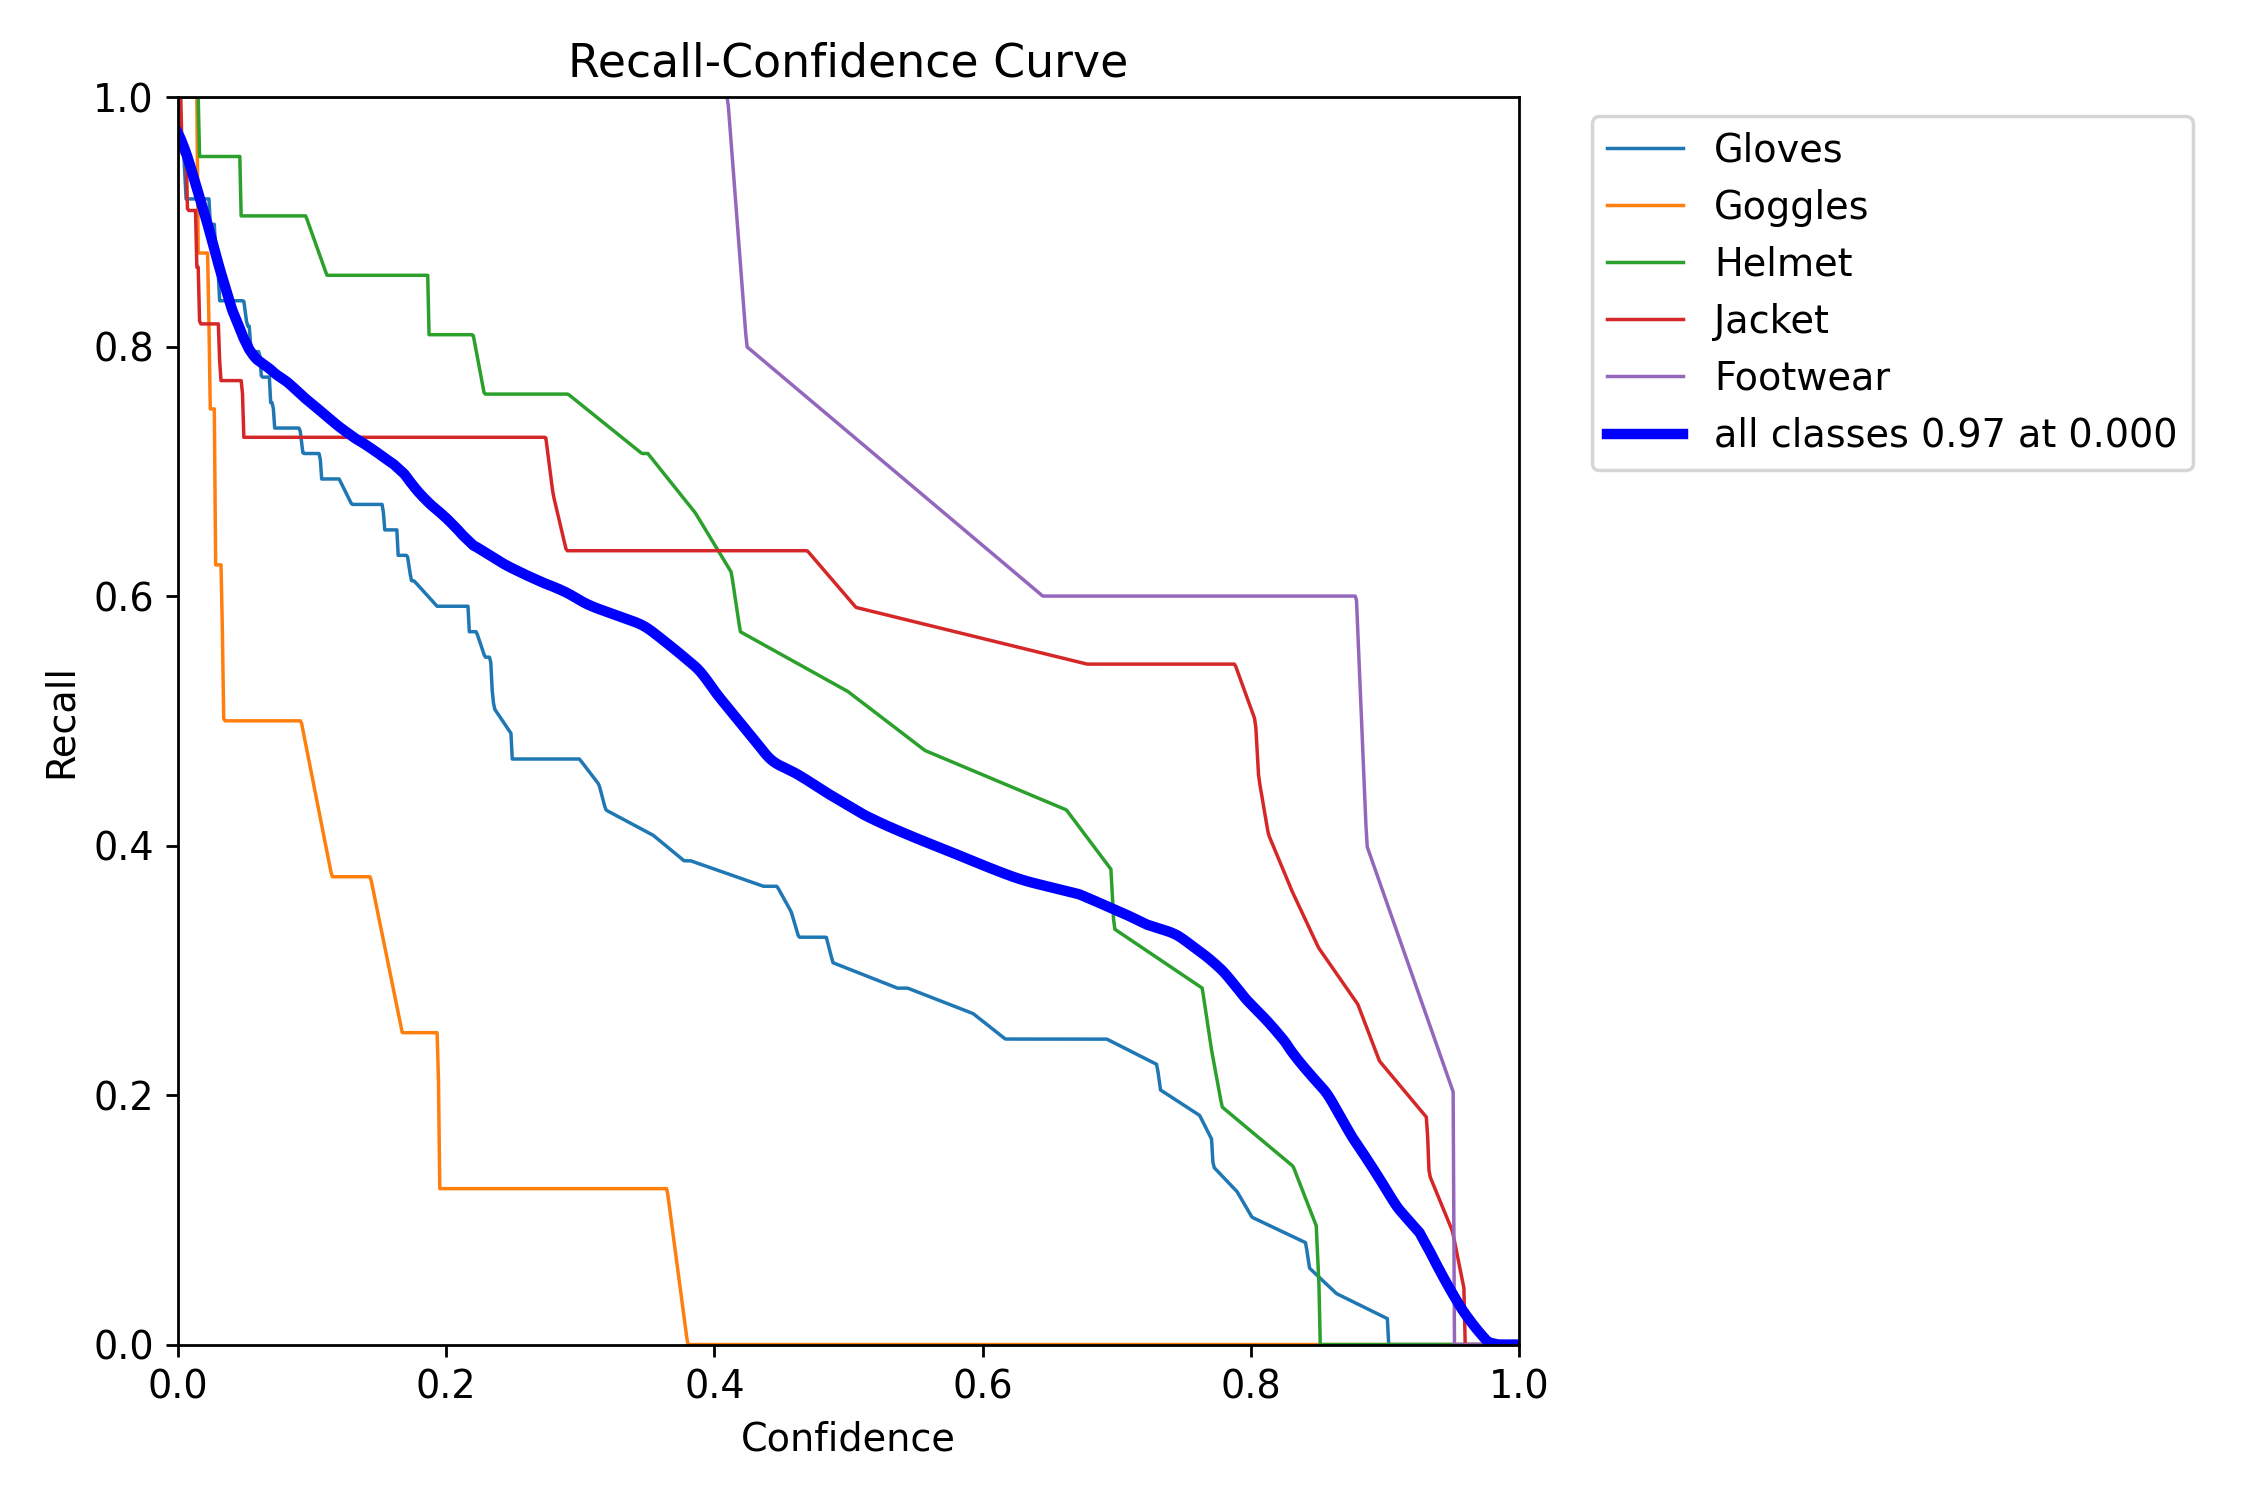 Recall-Confidence Curve
1.0
0.8
0.6
0.4
0.2
0.0
Recall
0.0 0.2 0.4 0.6 0.8 1.0
Confidence
Gloves
Goggles
Helmet
Jacket
Footwear
all classes 0.97 at 0.000